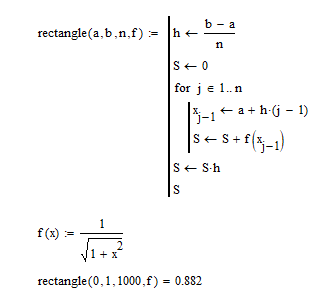 rectangle(a,b,n,f) := h ← (b − a)/n
S ← 0
for j ∈ 1..n
x_{j−1} ← a + h·(j − 1)
S ← S + f(x_{j−1})
S ← S·h
S
f(x) := 1/√(1 + x²)
rectangle(0,1,1000,f) = 0.882